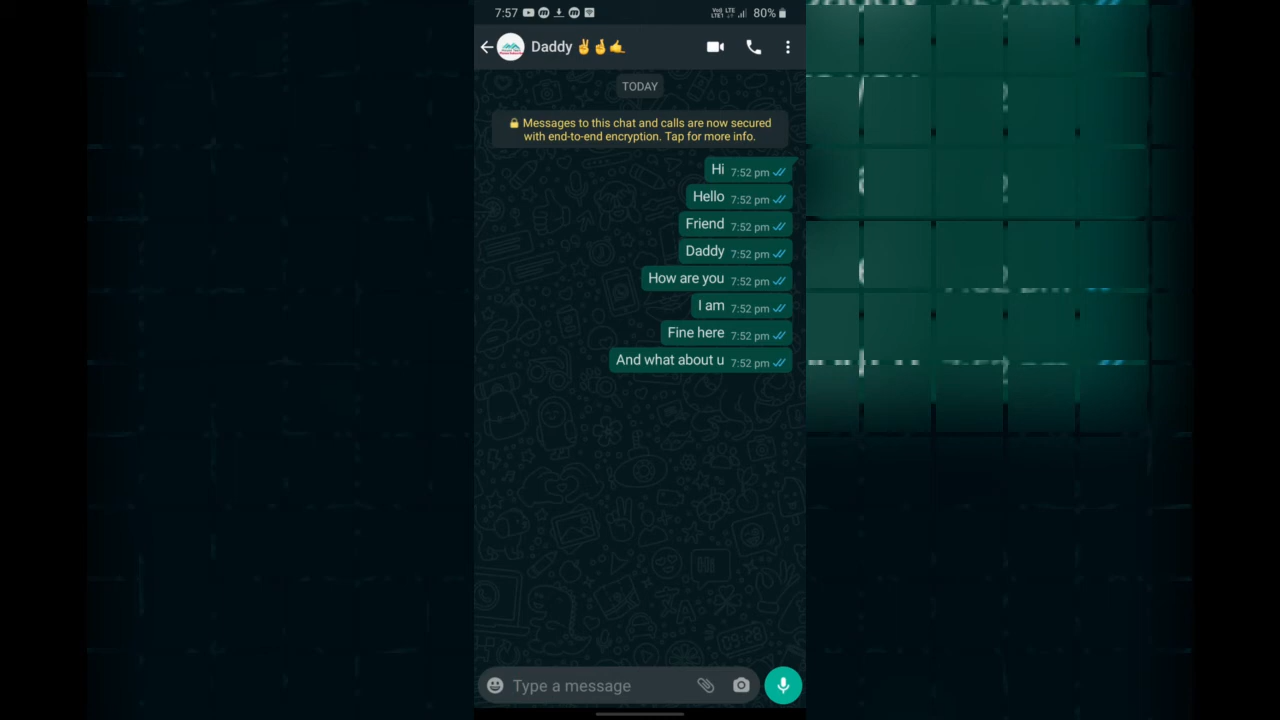 7:57 80%
Daddy ✌🤞🤙
TODAY
🔒 Messages to this chat and calls are now secured
with end-to-end encryption. Tap for more info.
Hi 7:52 pm
Hello 7:52 pm
Friend 7:52 pm
Daddy 7:52 pm
How are you 7:52 pm
I am 7:52 pm
Fine here 7:52 pm
And what about u 7:52 pm
Type a message